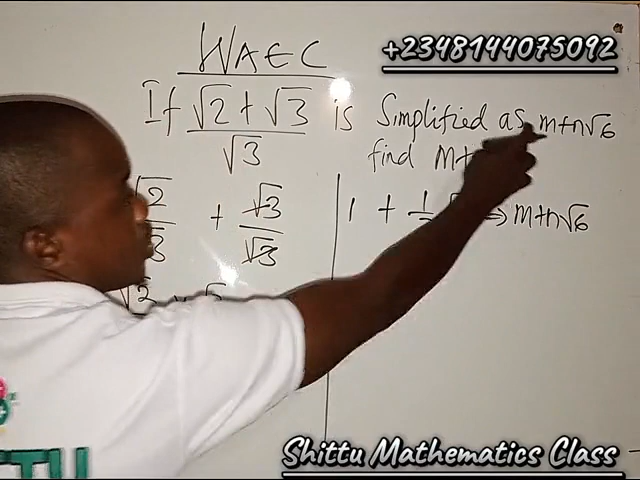 WAEC
+2348144075092
If √2 + √3 / √3 is Simplified as m+n√6
find m+
√2 / 3 + √3 / √3
1 + 1 ⇒ m+n√6
√2 × √
TU
Shittu Mathematics Class